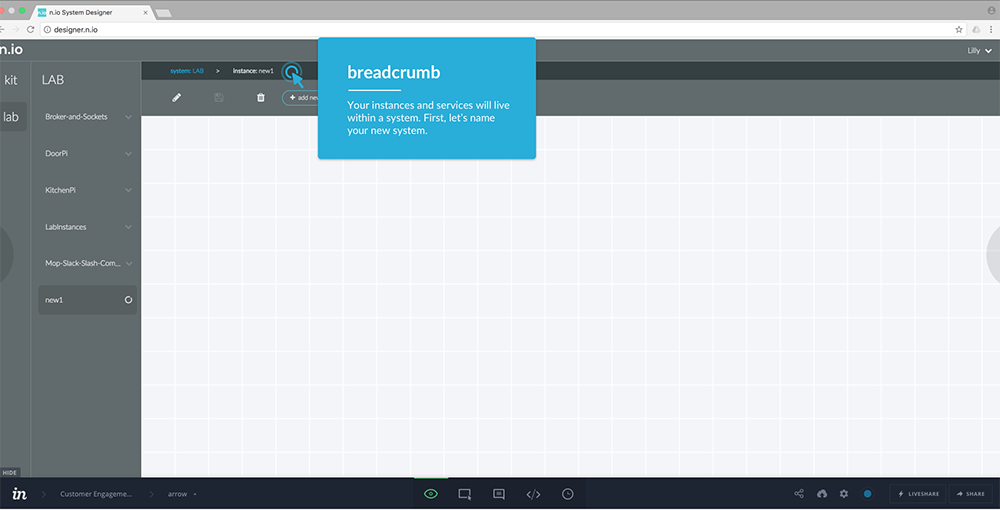 n.io System Designer
designer.n.io
n.io
Lilly
kit
lab
LAB
Broker-and-Sockets
DoorPi
KitchenPi
LabInstances
Mop-Slack-Slash-Com...
new1
system: LAB > instance: new1
+ add new
breadcrumb
Your instances and services will live
within a system. First, let's name
your new system.
HIDE
in
Customer Engageme...
arrow
LIVESHARE
SHARE